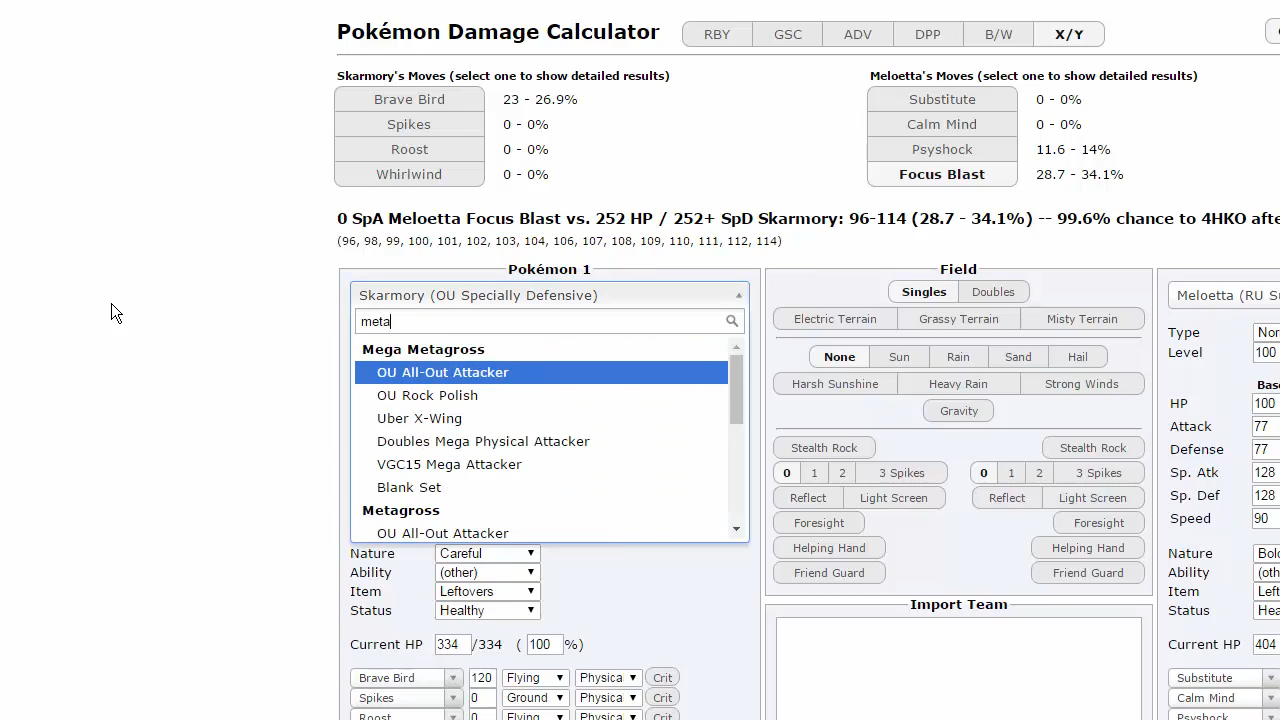 Pokémon Damage Calculator RBY GSC ADV DPP B/W X/Y
Skarmory's Moves (select one to show detailed results)
Brave Bird 23 - 26.9%
Spikes 0 - 0%
Roost 0 - 0%
Whirlwind 0 - 0%
Meloetta's Moves (select one to show detailed results)
Substitute 0 - 0%
Calm Mind 0 - 0%
Psyshock 11.6 - 14%
Focus Blast 28.7 - 34.1%
0 SpA Meloetta Focus Blast vs. 252 HP / 252+ SpD Skarmory: 96-114 (28.7 - 34.1%) -- 99.6% chance to 4HKO afte
(96, 98, 99, 100, 101, 102, 103, 104, 106, 107, 108, 109, 110, 111, 112, 114)
Pokémon 1
Skarmory (OU Specially Defensive)
meta
Mega Metagross
OU All-Out Attacker
OU Rock Polish
Uber X-Wing
Doubles Mega Physical Attacker
VGC15 Mega Attacker
Blank Set
Metagross
OU All-Out Attacker
Nature Careful
Ability (other)
Item Leftovers
Status Healthy
Current HP 334 /334 ( 100 %)
Brave Bird 120 Flying Physica Crit
Spikes 0 Ground Physica Crit
Roost 0 Flying Physica Crit
Field
Singles Doubles
Electric Terrain Grassy Terrain Misty Terrain
None Sun Rain Sand Hail
Harsh Sunshine Heavy Rain Strong Winds
Gravity
Stealth Rock Stealth Rock
0 1 2 3 Spikes 0 1 2 3 Spikes
Reflect Light Screen Reflect Light Screen
Foresight Foresight
Helping Hand Helping Hand
Friend Guard Friend Guard
Import Team
Meloetta (RU S
Type Norm
Level 100
Base
HP 100
Attack 77
Defense 77
Sp. Atk 128
Sp. Def 128
Speed 90
Nature Bol
Ability (oth
Item Left
Status Hea
Current HP 404
Substitute
Calm Mind
Psyshock